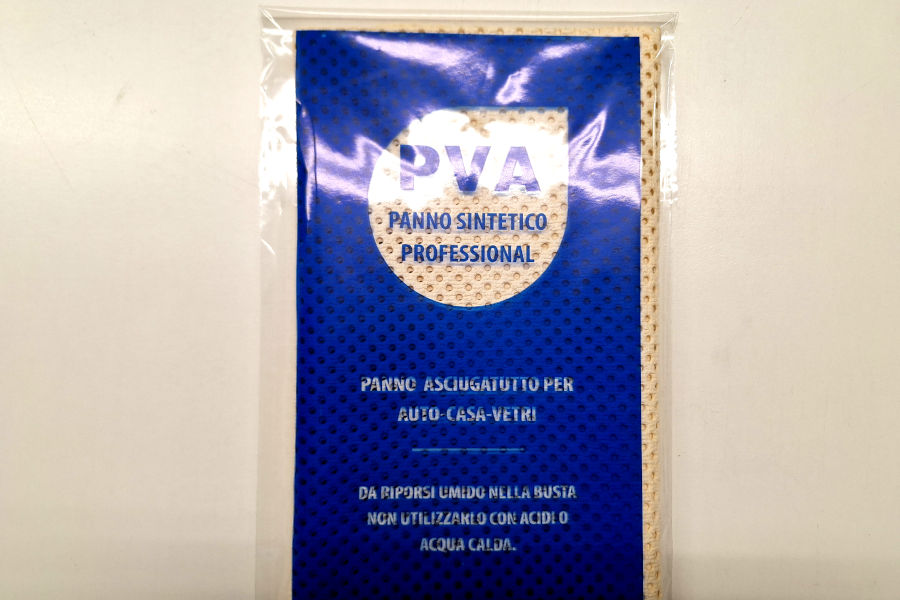 PVA
PANNO SINTETICO
PROFESSIONAL
PANNO ASCIUGATUTTO PER
AUTO-CASA-VETRI
DA RIPORSI UMIDO NELLA BUSTA
NON UTILIZZARLO CON ACIDI O
ACQUA CALDA.